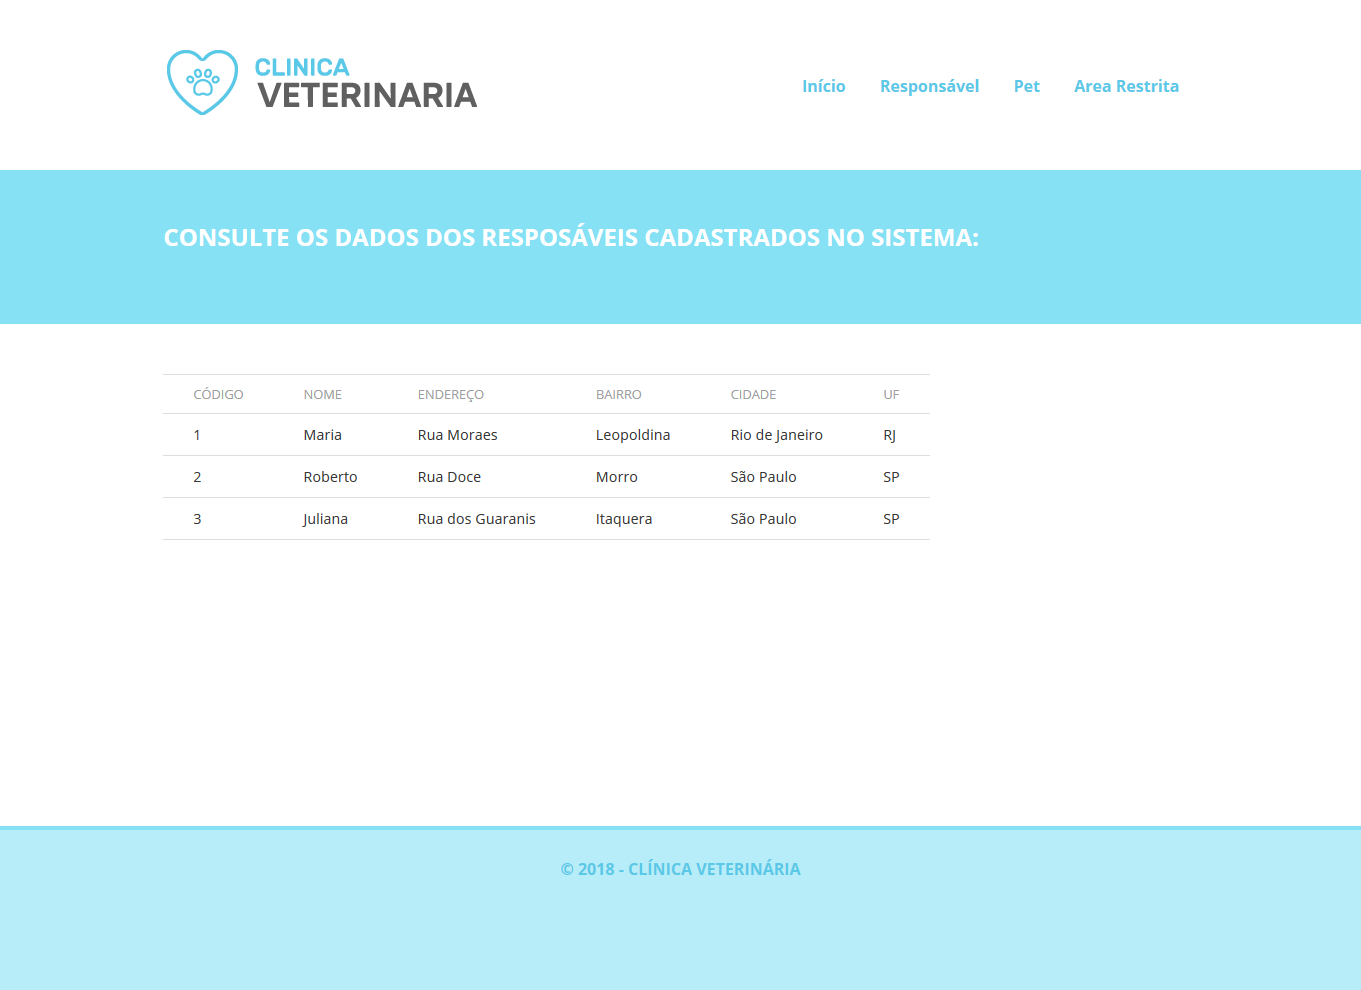 CLINICA
VETERINARIA
Início Responsável Pet Area Restrita
CONSULTE OS DADOS DOS RESPOSÁVEIS CADASTRADOS NO SISTEMA:
CÓDIGO NOME ENDEREÇO BAIRRO CIDADE UF
1 Maria Rua Moraes Leopoldina Rio de Janeiro RJ
2 Roberto Rua Doce Morro São Paulo SP
3 Juliana Rua dos Guaranis Itaquera São Paulo SP
© 2018 - CLÍNICA VETERINÁRIA